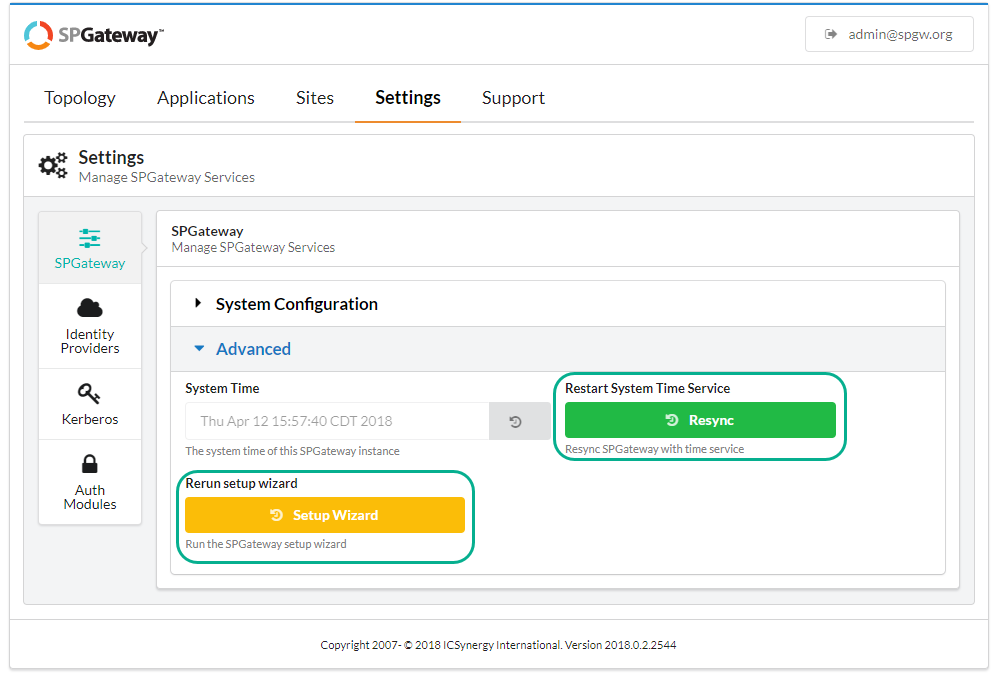 SPGateway™
admin@spgw.org
Topology
Applications
Sites
Settings
Support
Settings
Manage SPGateway Services
SPGateway
Identity
Providers
Kerberos
Auth
Modules
SPGateway
Manage SPGateway Services
System Configuration
Advanced
System Time
Thu Apr 12 15:57:40 CDT 2018
The system time of this SPGateway instance
Restart System Time Service
Resync
Resync SPGateway with time service
Rerun setup wizard
Setup Wizard
Run the SPGateway setup wizard
Copyright 2007- © 2018 ICSynergy International. Version 2018.0.2.2544